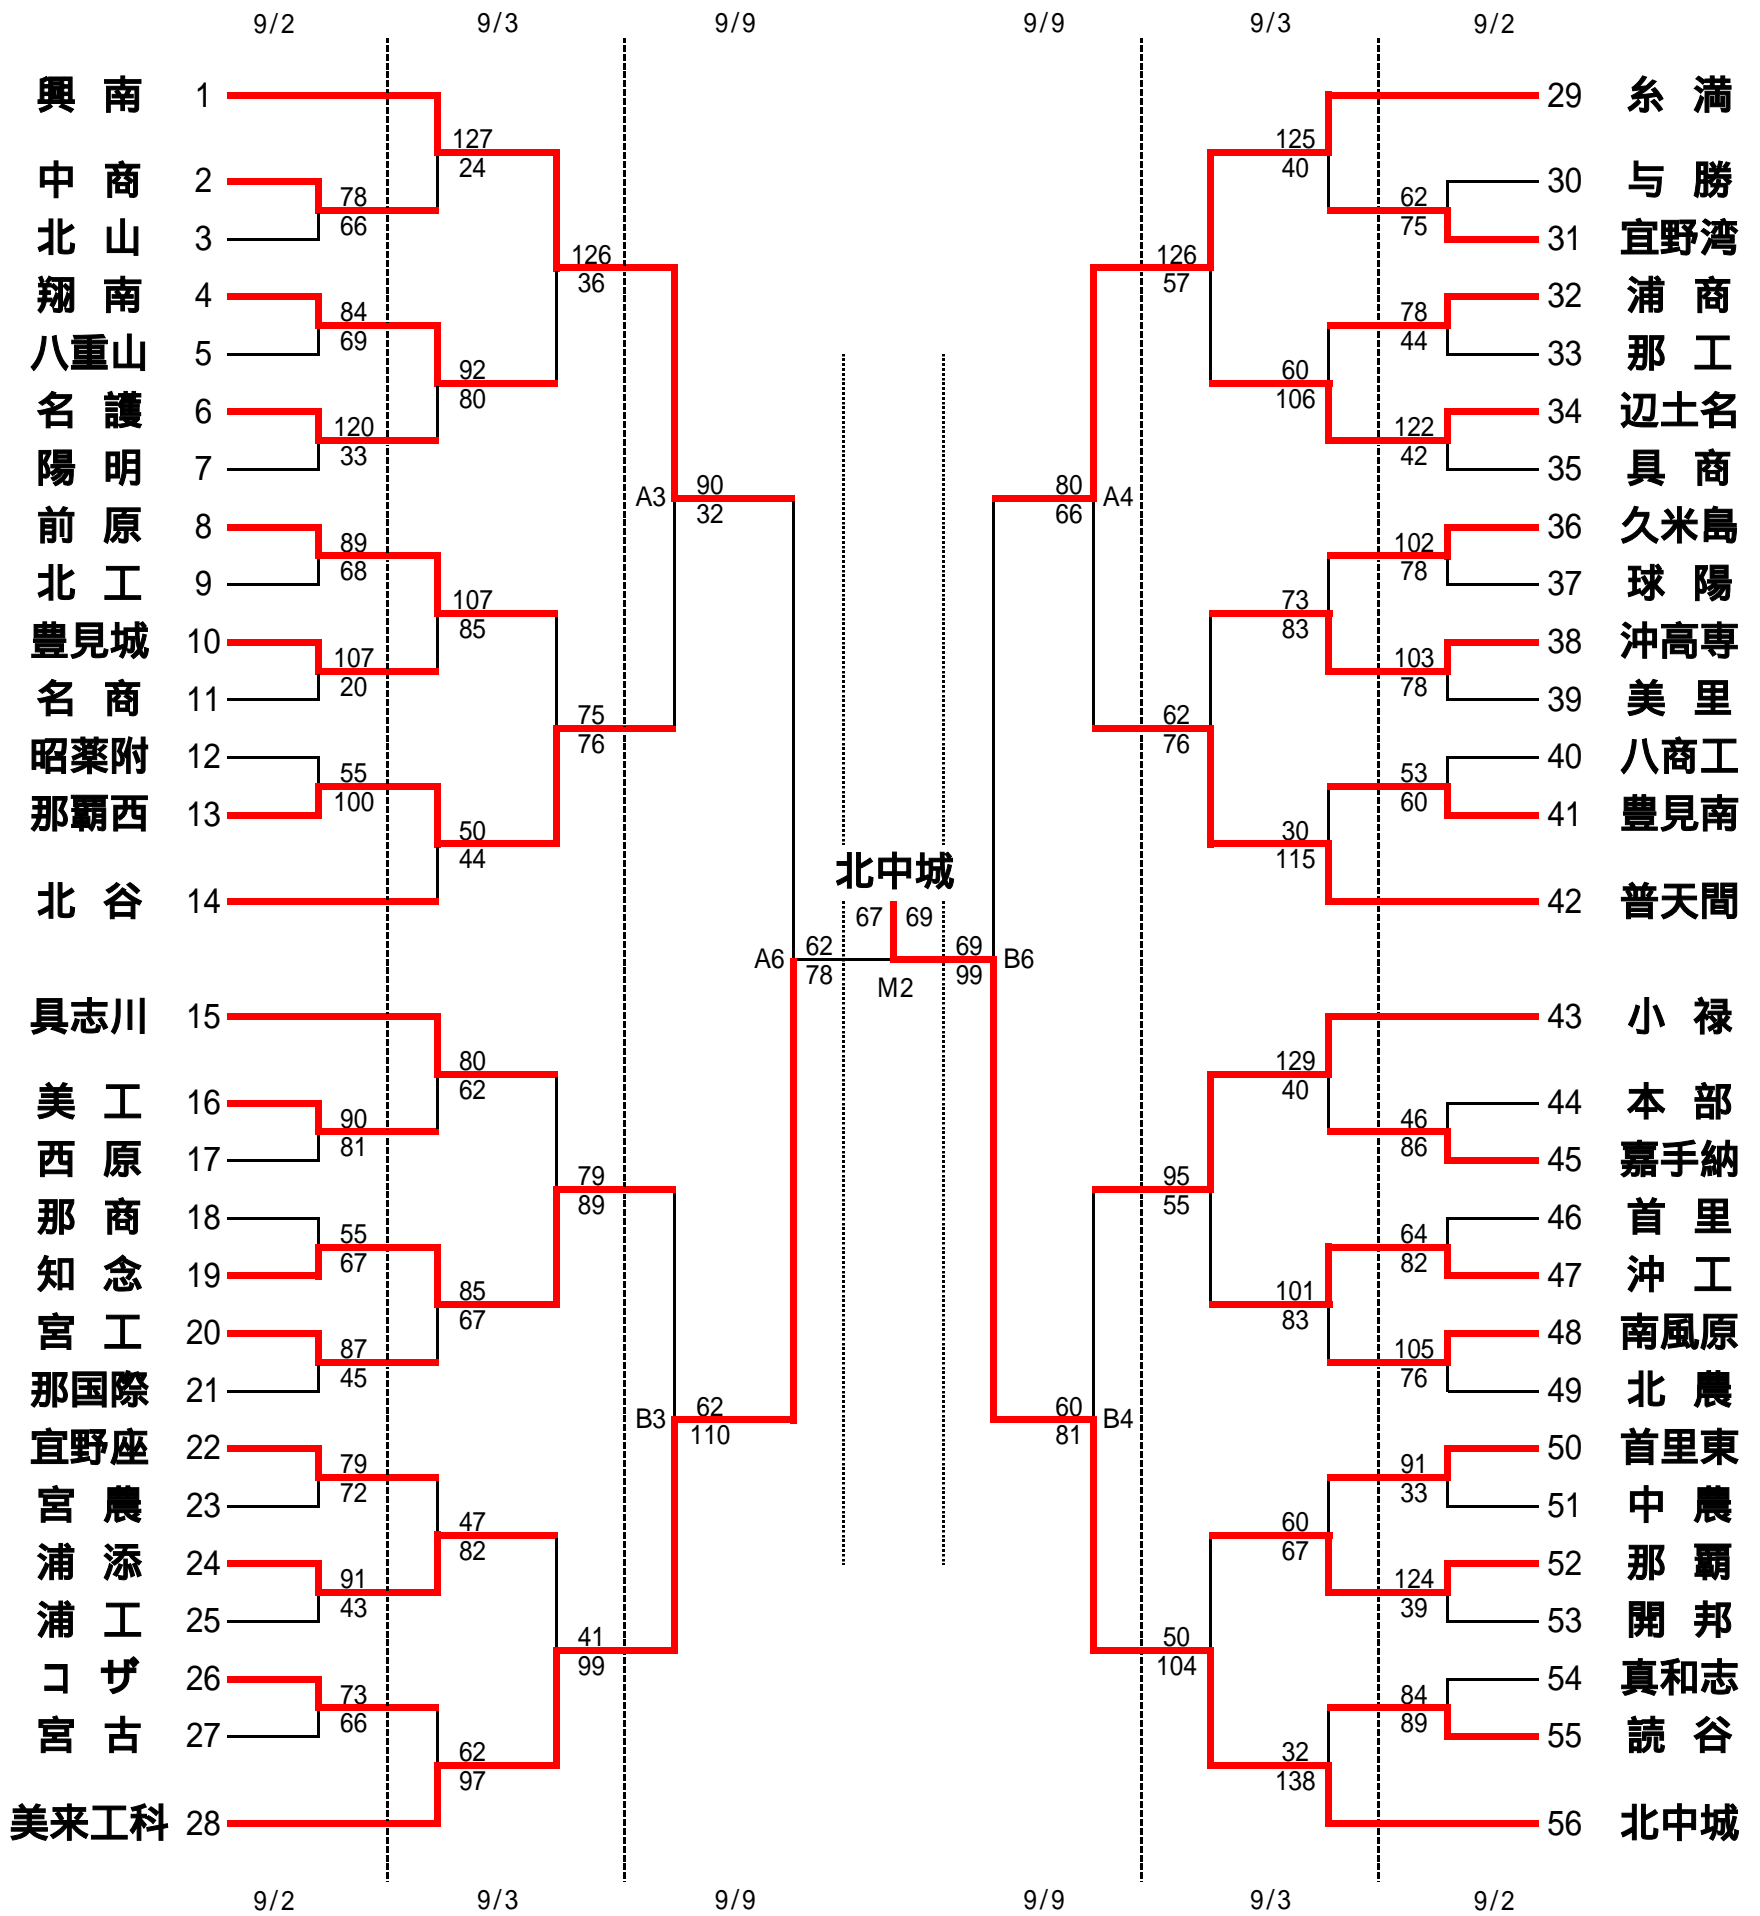 9/2 9/3 9/9 9/9 9/3 9/2
興 南 1 29 糸 満
127 125
24 40
中 商 2 30 与 勝
78 62
66 75
北 山 3 31 宜野湾
126 126
36 57
翔 南 4 32 浦 商
84 78
69 44
八重山 5 33 那 工
92 60
80 106
名 護 6 34 辺土名
120 122
33 42
陽 明 7 35 具 商
A3 90 80 A4
32 66
前 原 8 36 久米島
89 102
68 78
北 工 9 37 球 陽
107 73
85 83
豊見城 10 38 沖高専
107 103
20 78
名 商 11 39 美 里
75 62
76 76
昭薬附 12 40 八商工
55 53
100 60
那覇西 13 41 豊見南
50 30
44 115
北中城
北 谷 14 42 普天間
67 69
A6 62 69 B6
78 99
M2
具志川 15 43 小 禄
80 129
62 40
美 工 16 44 本 部
90 46
81 86
西 原 17 45 嘉手納
79 95
89 55
那 商 18 46 首 里
55 64
67 82
知 念 19 47 沖 工
85 101
67 83
宮 工 20 48 南風原
87 105
45 76
那国際 21 49 北 農
B3 62 60 B4
110 81
宜野座 22 50 首里東
79 91
72 33
宮 農 23 51 中 農
47 60
82 67
浦 添 24 52 那 覇
91 124
43 39
浦 工 25 53 開 邦
41 50
99 104
コ ザ 26 54 真和志
73 84
66 89
宮 古 27 55 読 谷
62 32
97 138
美来工科 28 56 北中城
9/2 9/3 9/9 9/9 9/3 9/2